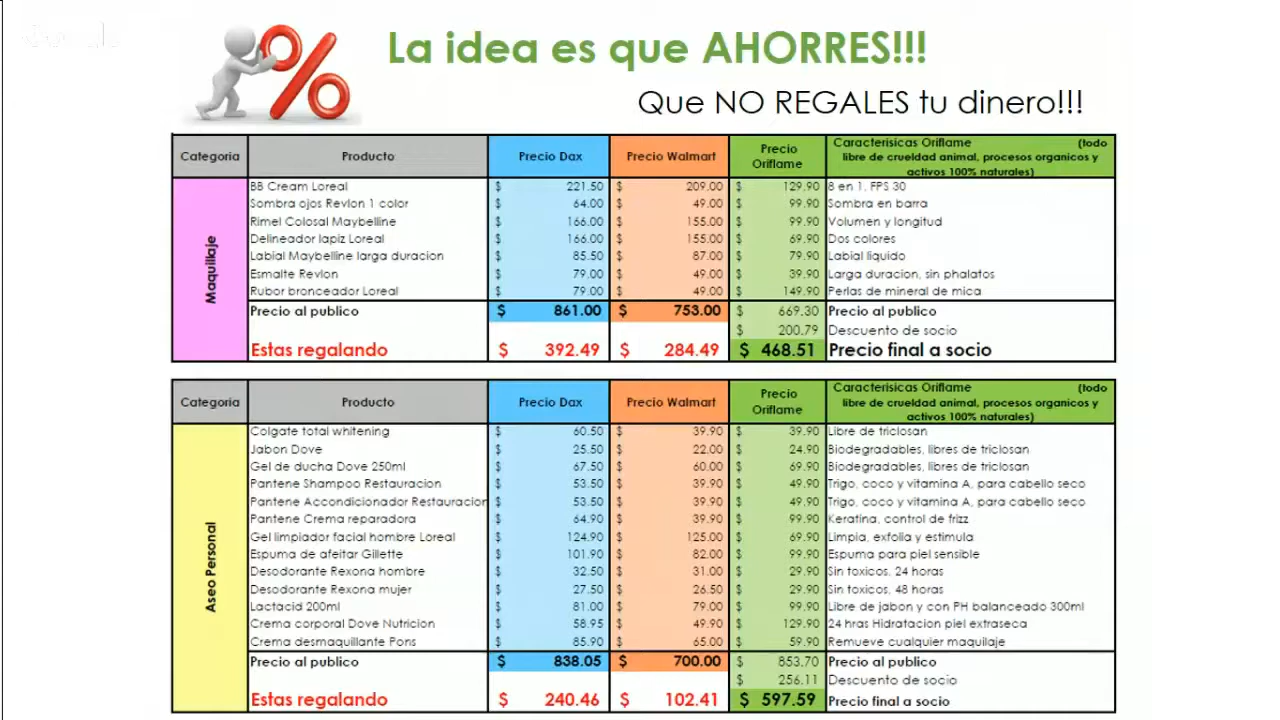 La idea es que AHORRES!!!
Que NO REGALES tu dinero!!!
Categoria Producto Precio Dax Precio Walmart Precio Oriflame Caracterisicas Oriflame (todo libre de crueldad animal, procesos organicos y activos 100% naturales)
Maquillaje
BB Cream Loreal $ 221.50 $ 209.00 $ 129.90 8 en 1, FPS 30
Sombra ojos Revlon 1 color $ 64.00 $ 49.00 $ 99.90 Sombra en barra
Rimel Colosal Maybelline $ 166.00 $ 155.00 $ 99.90 Volumen y longitud
Delineador lapiz Loreal $ 166.00 $ 155.00 $ 69.90 Dos colores
Labial Maybelline larga duracion $ 85.50 $ 87.00 $ 79.90 Labial liquido
Esmalte Revlon $ 79.00 $ 49.00 $ 39.90 Larga duracion, sin phalatos
Rubor bronceador Loreal $ 79.00 $ 49.00 $ 149.90 Perlas de mineral de mica
Precio al publico $ 861.00 $ 753.00 $ 669.30 Precio al publico
$ 200.79 Descuento de socio
Estas regalando $ 392.49 $ 284.49 $ 468.51 Precio final a socio
Categoria Producto Precio Dax Precio Walmart Precio Oriflame Caracterisicas Oriflame (todo libre de crueldad animal, procesos organicos y activos 100% naturales)
Aseo Personal
Colgate total whitening $ 60.50 $ 39.90 $ 39.90 Libre de triclosan
Jabon Dove $ 25.50 $ 22.00 $ 24.90 Biodegradables, libres de triclosan
Gel de ducha Dove 250ml $ 67.50 $ 60.00 $ 69.90 Biodegradables, libres de triclosan
Pantene Shampoo Restauracion $ 53.50 $ 39.90 $ 49.90 Trigo, coco y vitamina A, para cabello seco
Pantene Accondicionador Restauracion $ 53.50 $ 39.90 $ 49.90 Trigo, coco y vitamina A, para cabello seco
Pantene Crema reparadora $ 64.90 $ 39.90 $ 99.90 Keratina, control de frizz
Gel limpiador facial hombre Loreal $ 124.90 $ 125.00 $ 69.90 Limpia, exfolia y estimula
Espuma de afeitar Gillette $ 101.90 $ 82.00 $ 99.90 Espuma para piel sensible
Desodorante Rexona hombre $ 32.50 $ 31.00 $ 29.90 Sin toxicos, 24 horas
Desodorante Rexona mujer $ 27.50 $ 26.50 $ 29.90 Sin toxicos, 48 horas
Lactacid 200ml $ 81.00 $ 79.00 $ 99.90 Libre de jabon y con PH balanceado 300ml
Crema corporal Dove Nutricion $ 58.95 $ 49.90 $ 129.90 24 hras Hidratacion piel extraseca
Crema desmaquillante Pons $ 85.90 $ 65.00 $ 59.90 Remueve cualquier maquilaje
Precio al publico $ 838.05 $ 700.00 $ 853.70 Precio al publico
$ 256.11 Descuento de socio
Estas regalando $ 240.46 $ 102.41 $ 597.59 Precio final a socio